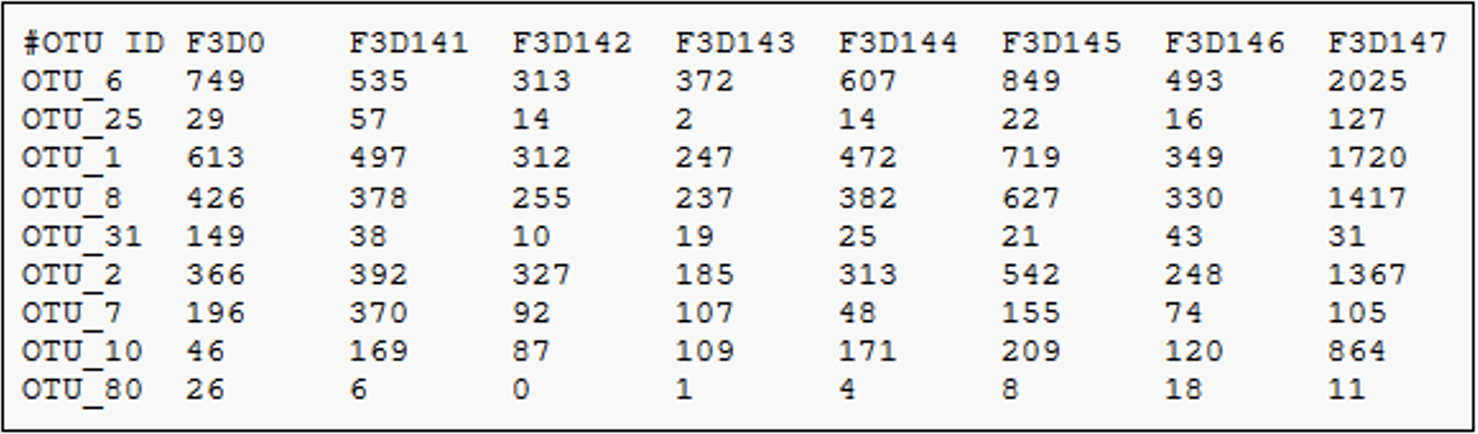 #OTU ID F3D0 F3D141 F3D142 F3D143 F3D144 F3D145 F3D146 F3D147
OTU_6 749 535 313 372 607 849 493 2025
OTU_25 29 57 14 2 14 22 16 127
OTU_1 613 497 312 247 472 719 349 1720
OTU_8 426 378 255 237 382 627 330 1417
OTU_31 149 38 10 19 25 21 43 31
OTU_2 366 392 327 185 313 542 248 1367
OTU_7 196 370 92 107 48 155 74 105
OTU_10 46 169 87 109 171 209 120 864
OTU_80 26 6 0 1 4 8 18 11